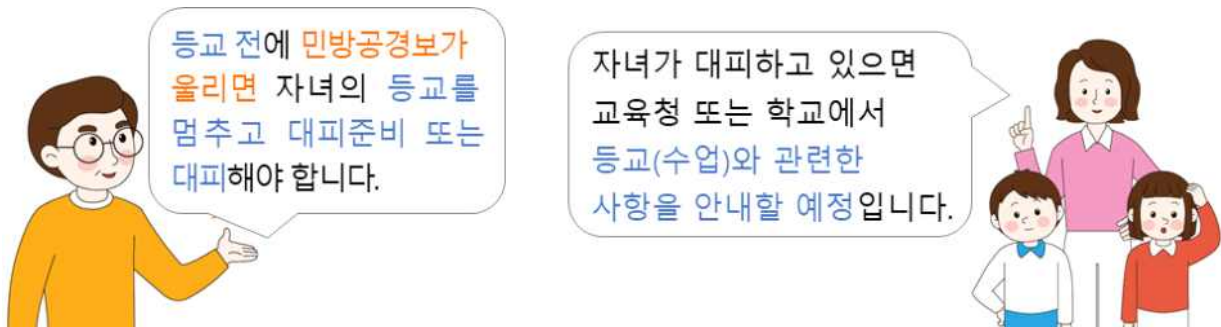 등교 전에 민방공경보가
울리면 자녀의 등교를
멈추고 대피준비 또는
대피해야 합니다.
자녀가 대피하고 있으면
교육청 또는 학교에서
등교(수업)와 관련한
사항을 안내할 예정입니다.